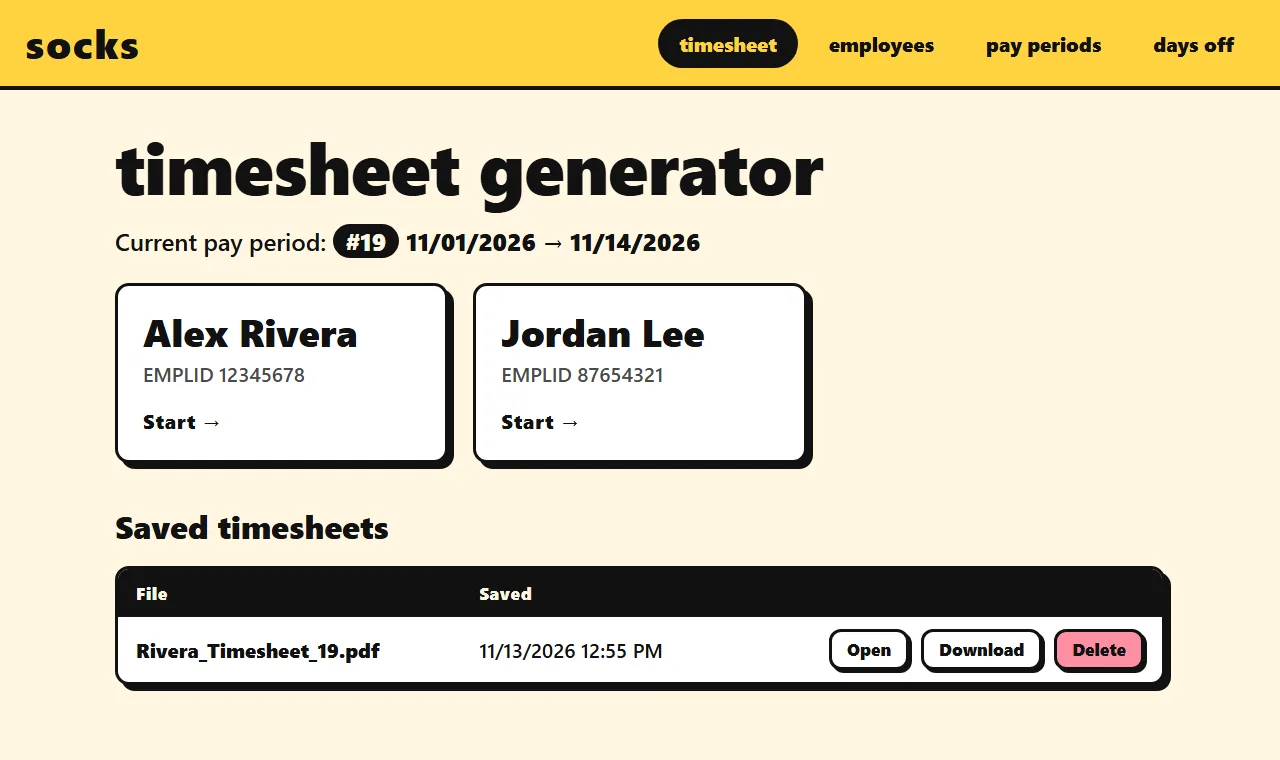 socks
timesheet employees pay periods days off
timesheet generator
Current pay period: #19 11/01/2026 → 11/14/2026
Alex Rivera
EMPLID 12345678
Start →
Jordan Lee
EMPLID 87654321
Start →
Saved timesheets
File Saved
Rivera_Timesheet_19.pdf 11/13/2026 12:55 PM Open Download Delete